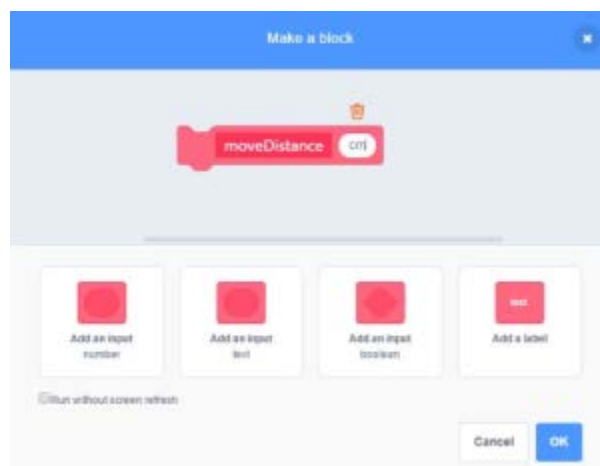 Make a block
moveDistance cm
Add an input
number
Add an input
text
Add an input
boolean
text
Add a label
Run without screen refresh
Cancel
OK